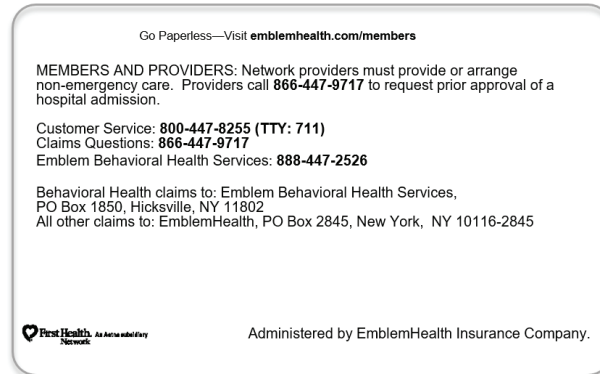 Go Paperless—Visit emblemhealth.com/members
MEMBERS AND PROVIDERS: Network providers must provide or arrange
non-emergency care.  Providers call 866-447-9717 to request prior approval of a
hospital admission.
Customer Service: 800-447-8255 (TTY: 711)
Claims Questions: 866-447-9717
Emblem Behavioral Health Services: 888-447-2526
Behavioral Health claims to: Emblem Behavioral Health Services,
PO Box 1850, Hicksville, NY 11802
All other claims to: EmblemHealth, PO Box 2845, New York,  NY 10116-2845
First Health. An Aetna subsidiary
Network
Administered by EmblemHealth Insurance Company.